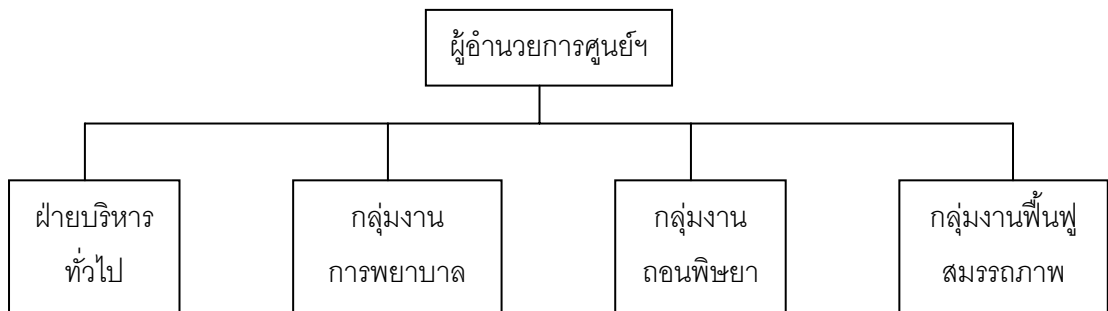 ผู้อำนวยการศูนย์ฯ
ฝ่ายบริหาร
ทั่วไป
กลุ่มงาน
การพยาบาล
กลุ่มงาน
ถอนพิษยา
กลุ่มงานฟื้นฟู
สมรรถภาพ